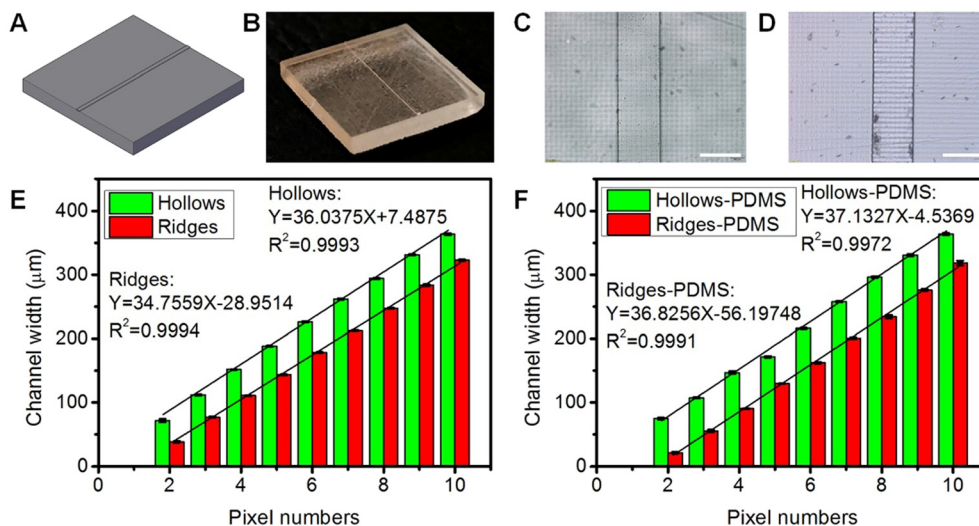 A
B
C
D
E
Hollows
Ridges
Hollows:
Y=36.0375X+7.4875
R²=0.9993
Ridges:
Y=34.7559X-28.9514
R²=0.9994
Channel width (μm)
400
300
200
100
0
0
2
4
6
8
10
Pixel numbers
F
Hollows-PDMS
Ridges-PDMS
Hollows-PDMS:
Y=37.1327X-4.5369
R²=0.9972
Ridges-PDMS:
Y=36.8256X-56.19748
R²=0.9991
Channel width (μm)
400
300
200
100
0
0
2
4
6
8
10
Pixel numbers